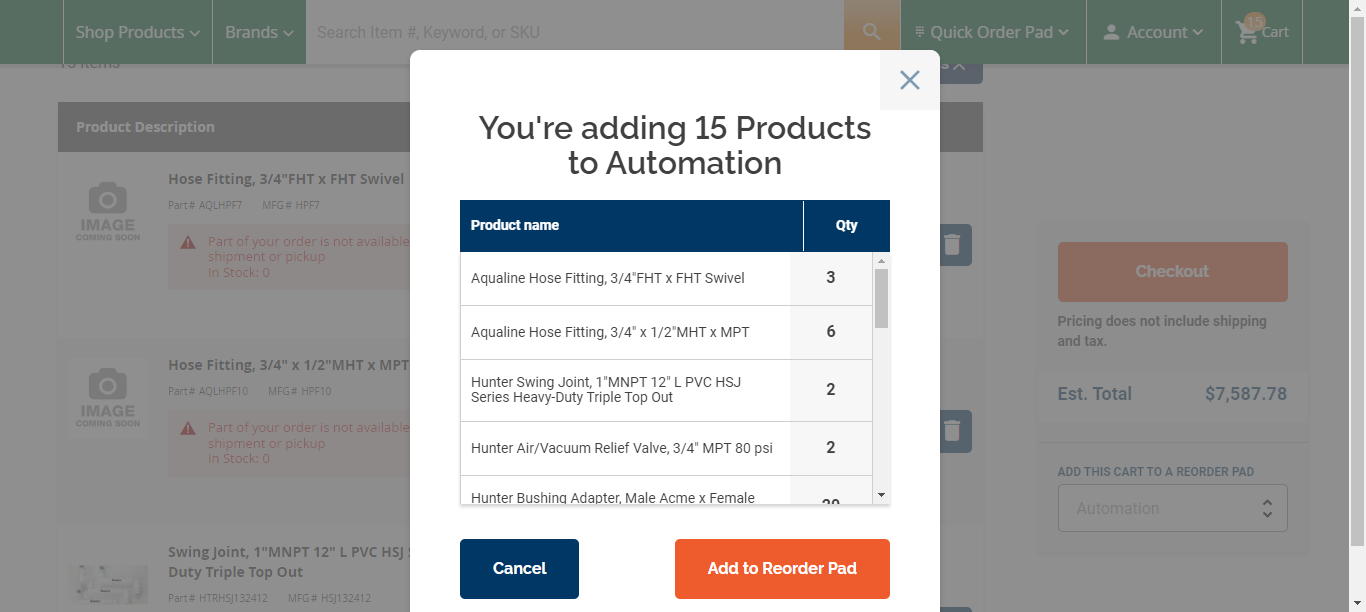 Shop Products
Brands
Search Item #, Keyword, or SKU
Quick Order Pad
Account
15
Cart
15 Items
Product Description
Hose Fitting, 3/4"FHT x FHT Swivel
Part# AQLHPF7 MFG# HPF7
IMAGE
COMING SOON
Part of your order is not available
shipment or pickup
In Stock: 0
Hose Fitting, 3/4" x 1/2"MHT x MPT
Part# AQLHPF10 MFG# HPF10
IMAGE
COMING SOON
Part of your order is not available
shipment or pickup
In Stock: 0
Swing Joint, 1"MNPT 12" L PVC HSJ
Duty Triple Top Out
Part# HTRHSJ132412 MFG# HSJ132412
You're adding 15 Products
to Automation
Product name Qty
Aqualine Hose Fitting, 3/4"FHT x FHT Swivel 3
Aqualine Hose Fitting, 3/4" x 1/2"MHT x MPT 6
Hunter Swing Joint, 1"MNPT 12" L PVC HSJ
Series Heavy-Duty Triple Top Out 2
Hunter Air/Vacuum Relief Valve, 3/4" MPT 80 psi 2
Hunter Bushing Adapter, Male Acme x Female
Cancel
Add to Reorder Pad
Checkout
Pricing does not include shipping
and tax.
Est. Total $7,587.78
ADD THIS CART TO A REORDER PAD
Automation